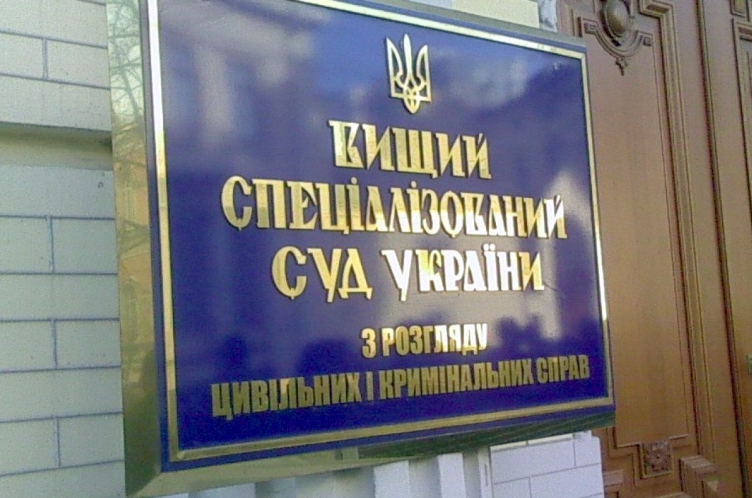 ВИЩИЙ
СПЕЦІАЛІЗОВАНИЙ
СУД УКРАЇНИ
З РОЗГЛЯДУ
ЦИВІЛЬНИХ І КРИМІНАЛЬНИХ СПРАВ